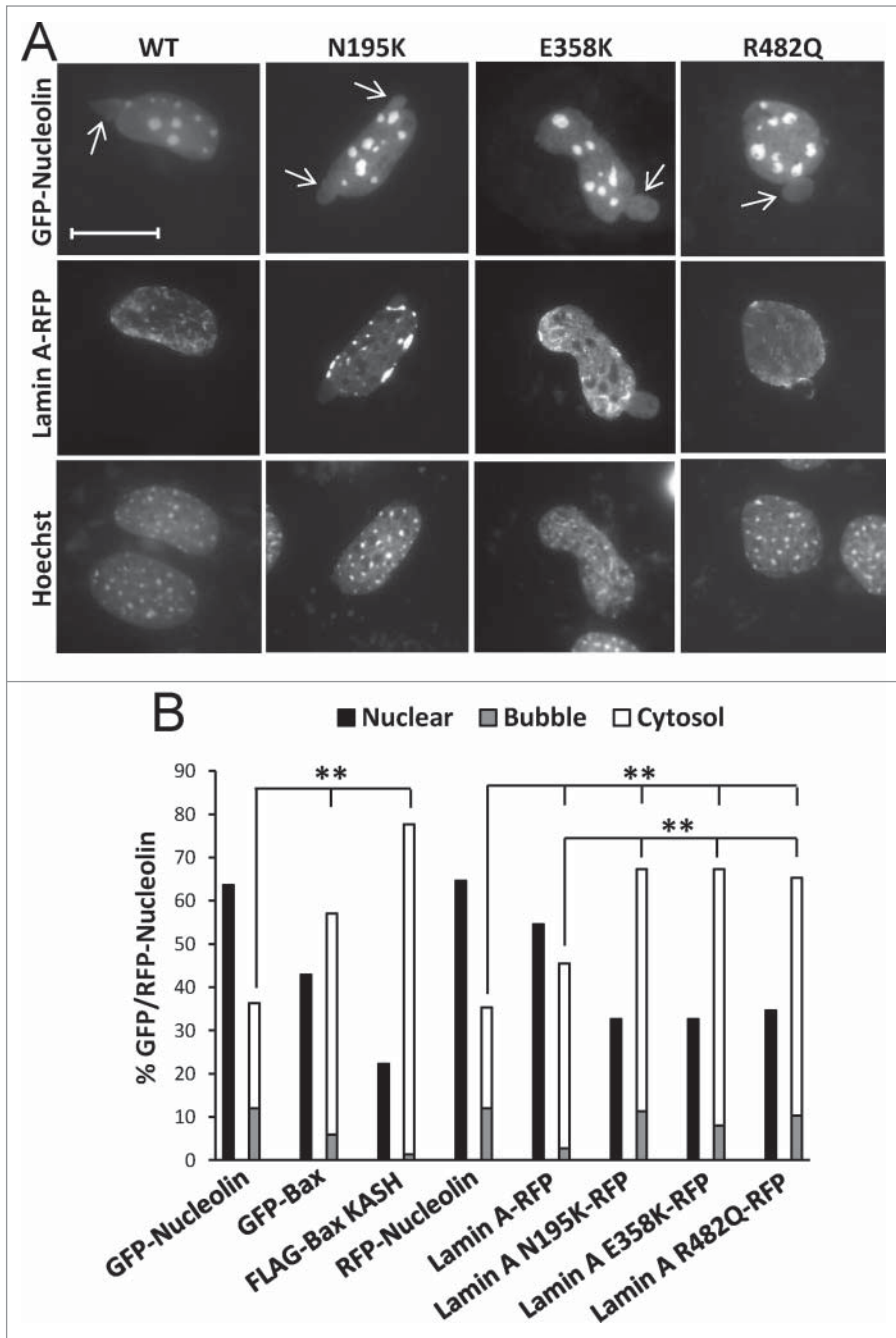 A
WT N195K E358K R482Q
GFP-Nucleolin
Lamin A-RFP
Hoechst
B
Nuclear Bubble Cytosol
% GFP/RFP-Nucleolin
90
80
70
60
50
40
30
20
10
0
** **
**
GFP-Nucleolin
GFP-Bax
FLAG-Bax KASH
RFP-Nucleolin
Lamin A-RFP
Lamin A N195K-RFP
Lamin A E358K-RFP
Lamin A R482Q-RFP